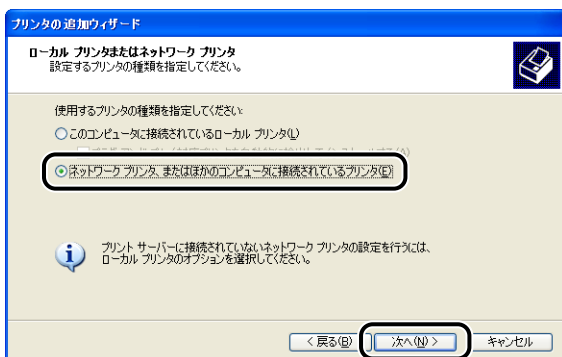 プリンタの追加ウィザード
ローカル プリンタまたはネットワーク プリンタ
設定するプリンタの種類を指定してください。
使用するプリンタの種類を指定してください:
このコンピュータに接続されているローカル プリンタ(L)
ネットワーク プリンタ、またはほかのコンピュータに接続されているプリンタ(E)
プリント サーバーに接続されていないネットワーク プリンタの設定を行うには、
ローカル プリンタのオプションを選択してください。
< 戻る(B) 次へ(N) > キャンセル